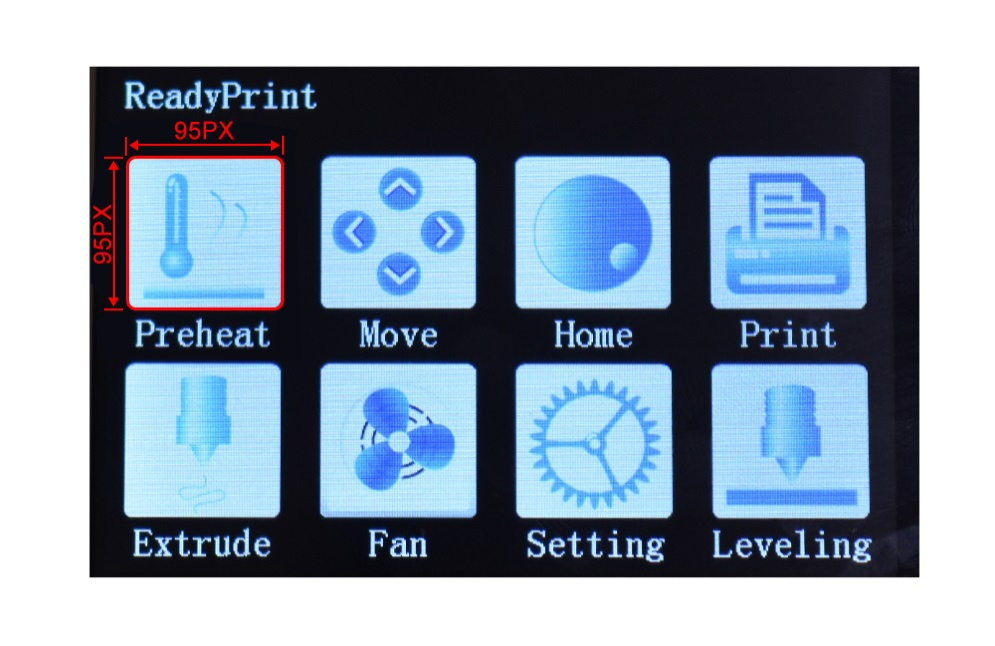 ReadyPrint
95PX
95PX
Preheat
Move
Home
Print
Extrude
Fan
Setting
Leveling